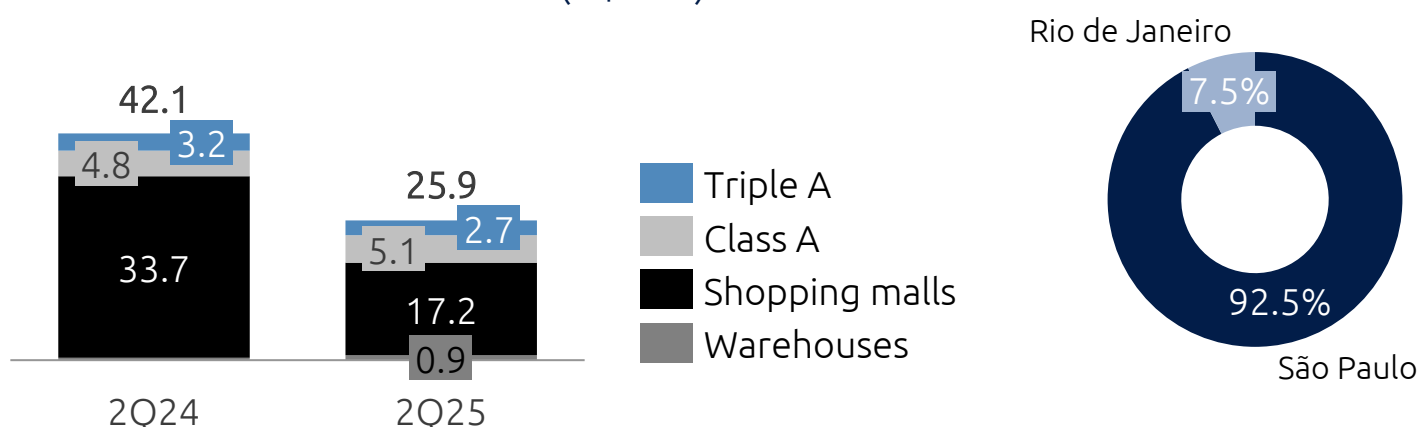 42.1
3.2
4.8
33.7
2Q24
25.9
2.7
5.1
17.2
0.9
2Q25
Triple A
Class A
Shopping malls
Warehouses
Rio de Janeiro
7.5%
92.5%
São Paulo